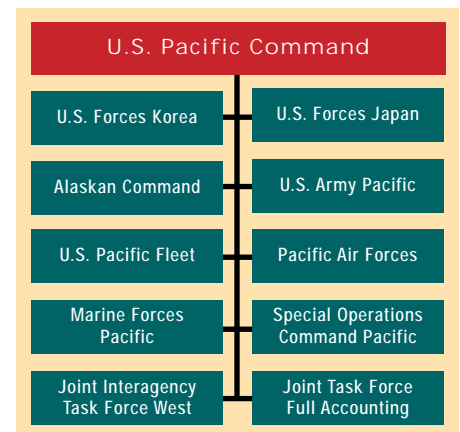 U.S. Pacific Command
U.S. Forces Korea
U.S. Forces Japan
Alaskan Command
U.S. Army Pacific
U.S. Pacific Fleet
Pacific Air Forces
Marine Forces
Pacific
Special Operations
Command Pacific
Joint Interagency
Task Force West
Joint Task Force
Full Accounting